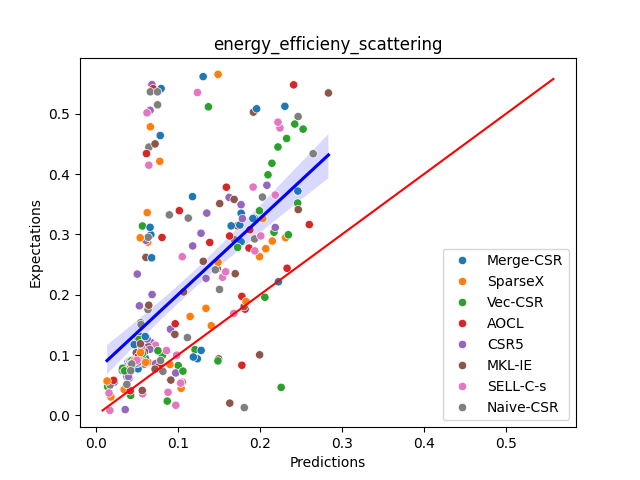 energy_efficieny_scattering
Expectations
0.5
0.4
0.3
0.2
0.1
0.0
0.0 0.1 0.2 0.3 0.4 0.5
Predictions
Merge-CSR
SparseX
Vec-CSR
AOCL
CSR5
MKL-IE
SELL-C-s
Naive-CSR